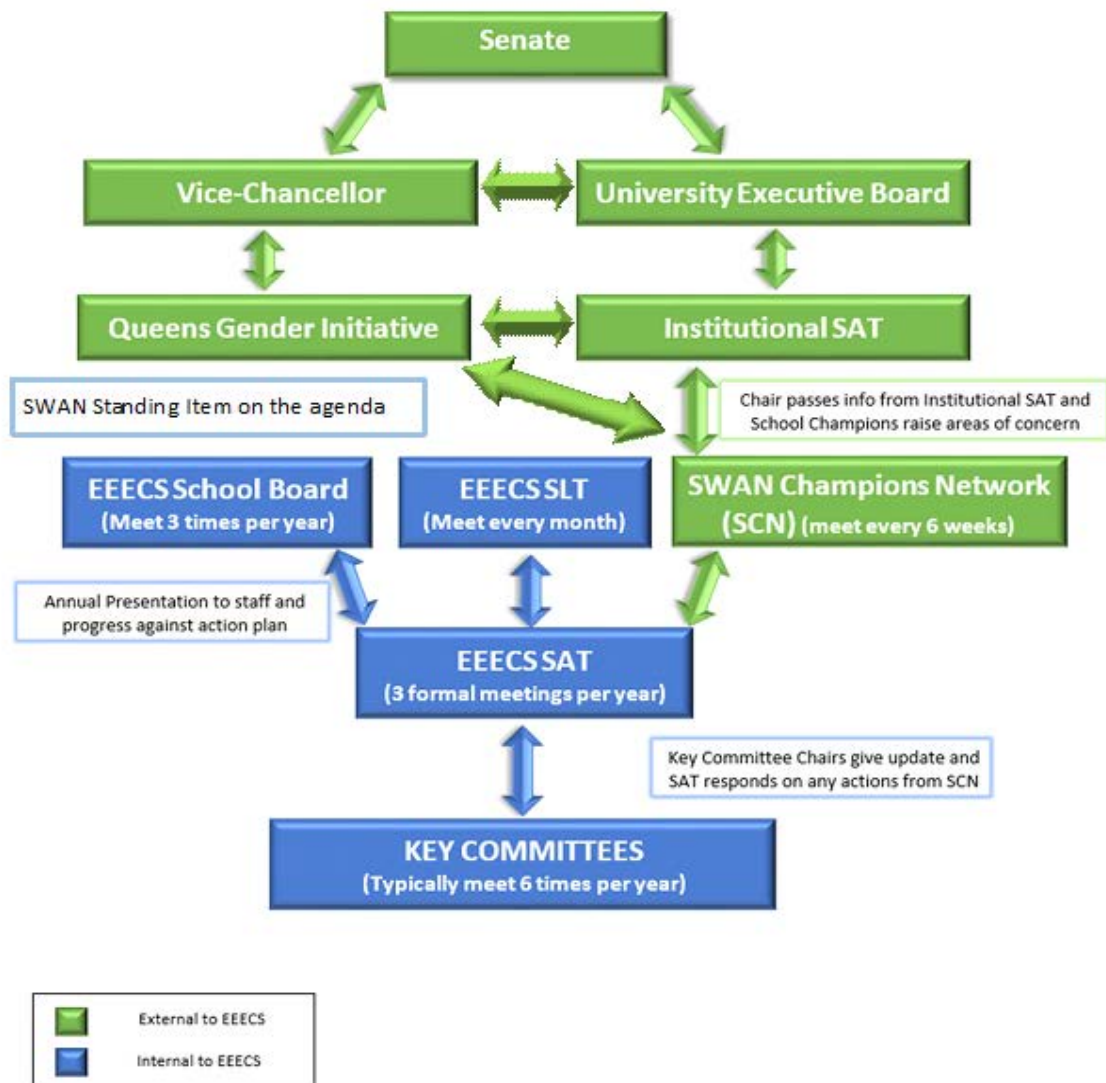 Senate
Vice-Chancellor
University Executive Board
Queens Gender Initiative
Institutional SAT
SWAN Standing Item on the agenda
Chair passes info from Institutional SAT and
School Champions raise areas of concern
EEECS School Board
(Meet 3 times per year)
EEECS SLT
(Meet every month)
SWAN Champions Network
(SCN) (meet every 6 weeks)
Annual Presentation to staff and
progress against action plan
EEECS SAT
(3 formal meetings per year)
Key Committee Chairs give update and
SAT responds on any actions from SCN
KEY COMMITTEES
(Typically meet 6 times per year)
External to EEECS
Internal to EEECS